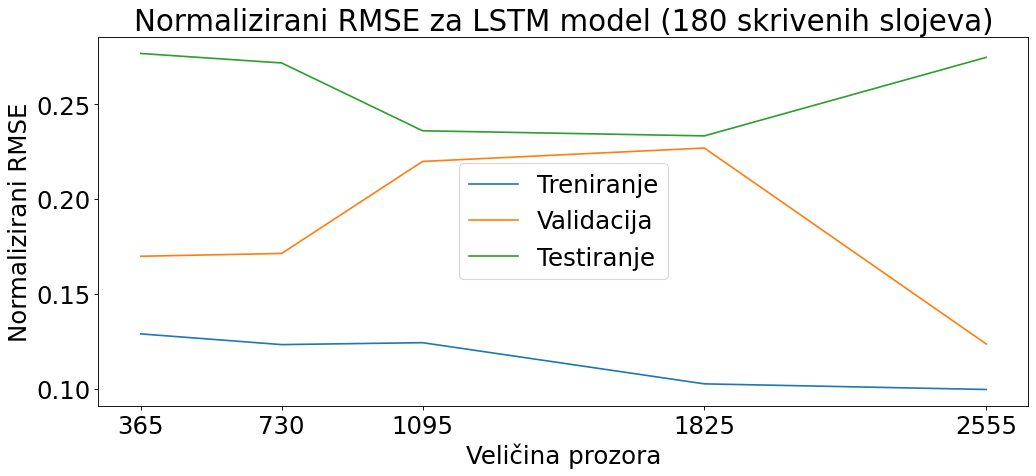 Normalizirani RMSE za LSTM model (180 skrivenih slojeva)
Normalizirani RMSE
0.25
0.20
0.15
0.10
Treniranje
Validacija
Testiranje
365 730 1095 1825 2555
Veličina prozora